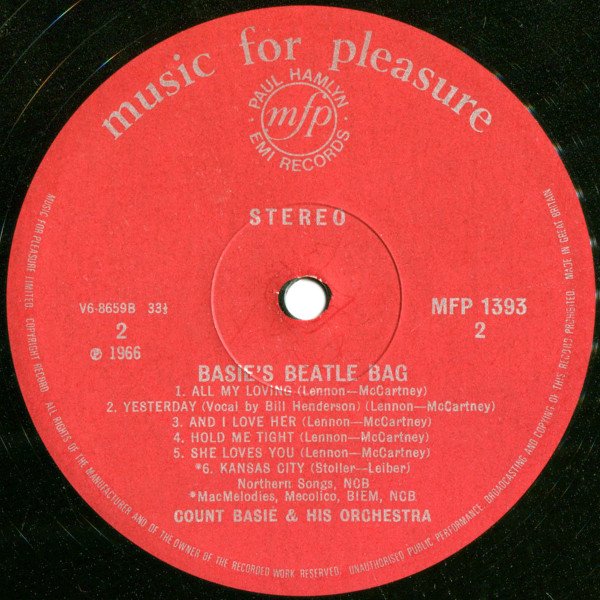 music for pleasure
PAUL HAMLYN
mfp
EMI RECORDS
STEREO
V6-8659B 33⅓
2
℗ 1966
MFP 1393
2
BASIE'S BEATLE BAG
1. ALL MY LOVING (Lennon—McCartney)
2. YESTERDAY (Vocal by Bill Henderson) (Lennon—McCartney)
3. AND I LOVE HER (Lennon—McCartney)
4. HOLD ME TIGHT (Lennon—McCartney)
5. SHE LOVES YOU (Lennon—McCartney)
*6. KANSAS CITY (Stoller—Leiber)
Northern Songs, NCB
*MacMelodies, Mecolico, BIEM, NCB
COUNT BASIE & HIS ORCHESTRA
MUSIC FOR PLEASURE LIMITED. COPYRIGHT RECORD. ALL RIGHTS OF THE MANUFACTURER AND OF THE OWNER OF THE RECORDED WORK RESERVED. UNAUTHORISED PUBLIC PERFORMANCE, BROADCASTING AND COPYING OF THIS RECORD PROHIBITED. MADE IN GREAT BRITAIN